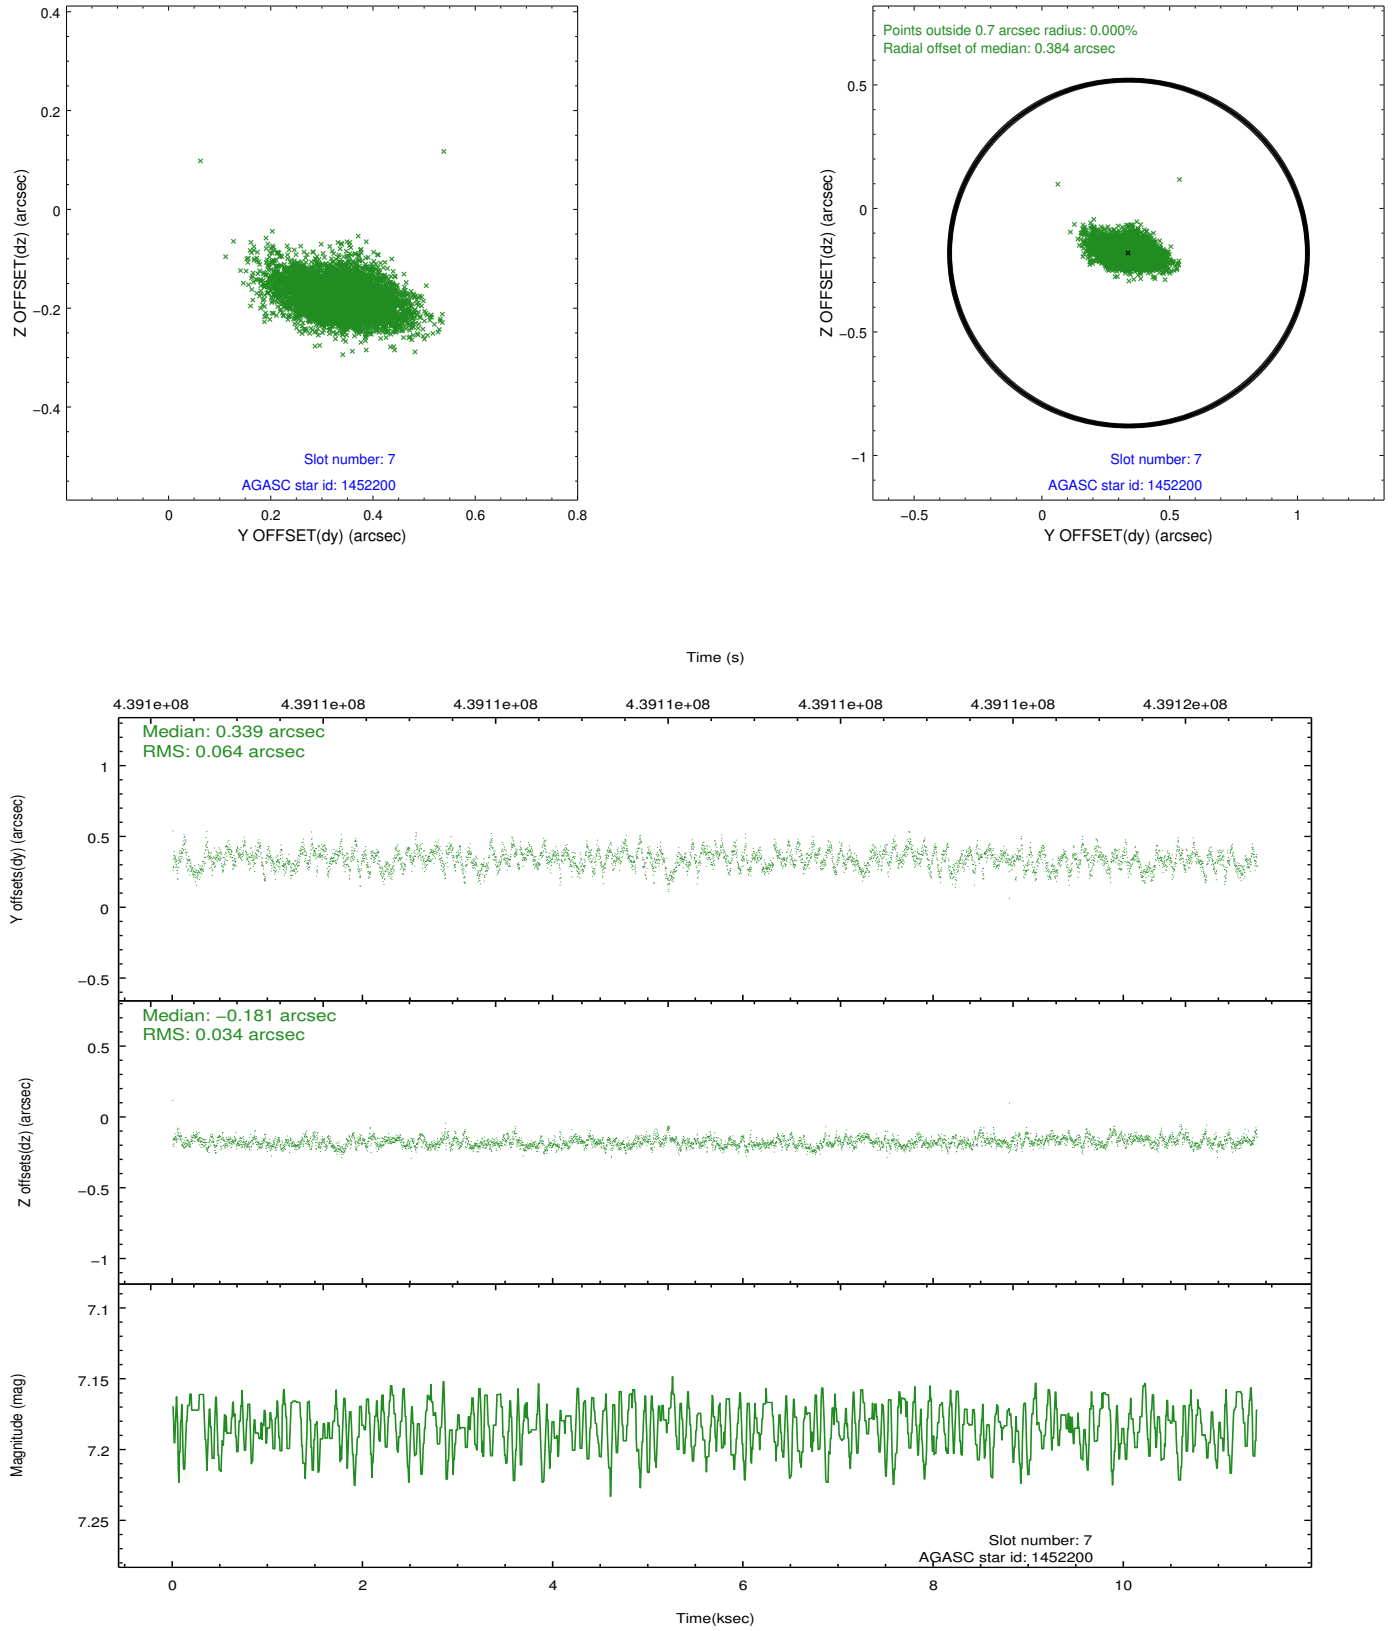 0.4
0.2
0
−0.2
−0.4
Z OFFSET(dz) (arcsec)
Slot number: 7
AGASC star id: 1452200
0 0.2 0.4 0.6 0.8
Y OFFSET(dy) (arcsec)
Points outside 0.7 arcsec radius: 0.000%
Radial offset of median: 0.384 arcsec
0.5
0
−0.5
−1
Z OFFSET(dz) (arcsec)
Slot number: 7
AGASC star id: 1452200
−0.5 0 0.5 1
Y OFFSET(dy) (arcsec)
Time (s)
4.391e+08 4.3911e+08 4.3911e+08 4.3911e+08 4.3911e+08 4.3911e+08 4.3912e+08
Median: 0.339 arcsec
RMS: 0.064 arcsec
1
0.5
0
−0.5
Y offsets(dy) (arcsec)
Median: −0.181 arcsec
RMS: 0.034 arcsec
0.5
0
−0.5
−1
Z offsets(dz) (arcsec)
7.1
7.15
7.2
7.25
Magnitude (mag)
Slot number: 7
AGASC star id: 1452200
0 2 4 6 8 10
Time(ksec)